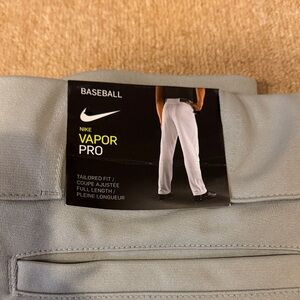 BASEBALL
NIKE
VAPOR
PRO
TAILORED FIT /
COUPE AJUSTÉE
FULL LENGTH /
PLEINE LONGUEUR